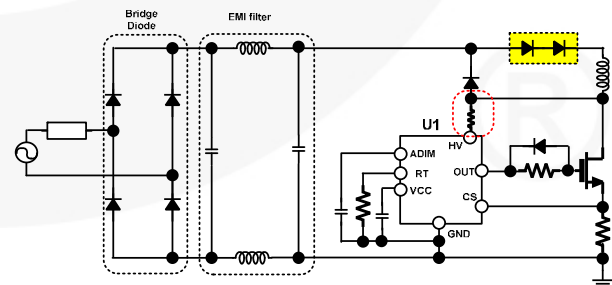 Bridge
Diode
EMI filter
U1
HV
ADIM
RT
VCC
OUT
CS
GND
R